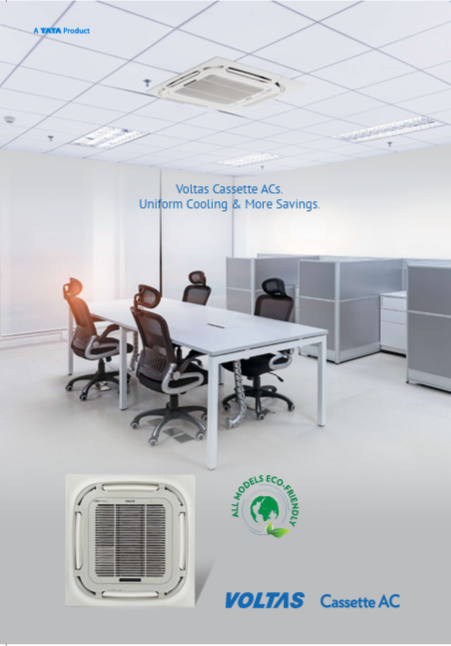 A TATA Product
Voltas Cassette ACs.
Uniform Cooling & More Savings.
ALL MODELS ECO-FRIENDLY
VOLTAS Cassette AC